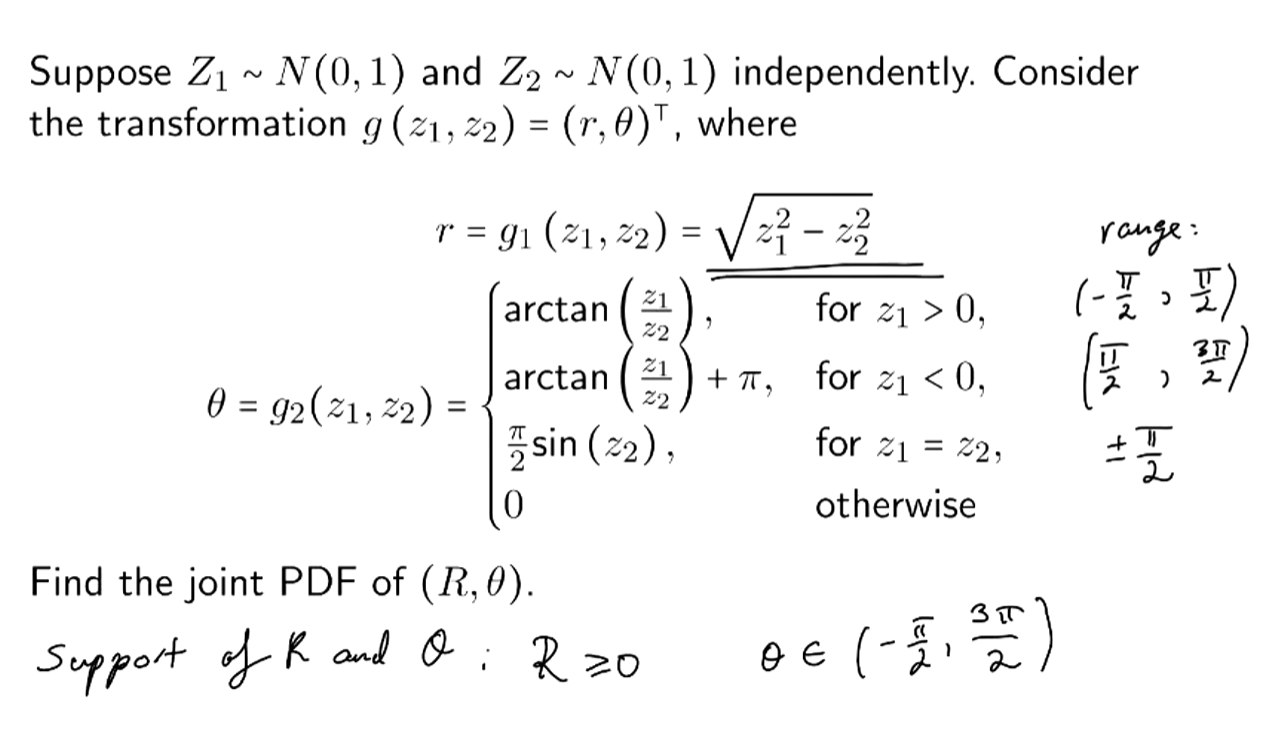 Suppose Z₁ ~ N(0, 1) and Z₂ ~ N(0, 1) independently. Consider
the transformation g (z₁, z₂) = (r, θ)ᵀ, where
r = g₁ (z₁, z₂) = √(z₁² − z₂²) range:
arctan (z₁/z₂), for z₁ > 0, (-π/2, π/2)
arctan (z₁/z₂) + π, for z₁ < 0, (π/2, 3π/2)
θ = g₂(z₁, z₂) = {
π/2 sin (z₂), for z₁ = z₂, ± π/2
0 otherwise
Find the joint PDF of (R, θ).
Support of R and θ : R ⩾ 0 θ ∈ (-π/2, 3π/2)